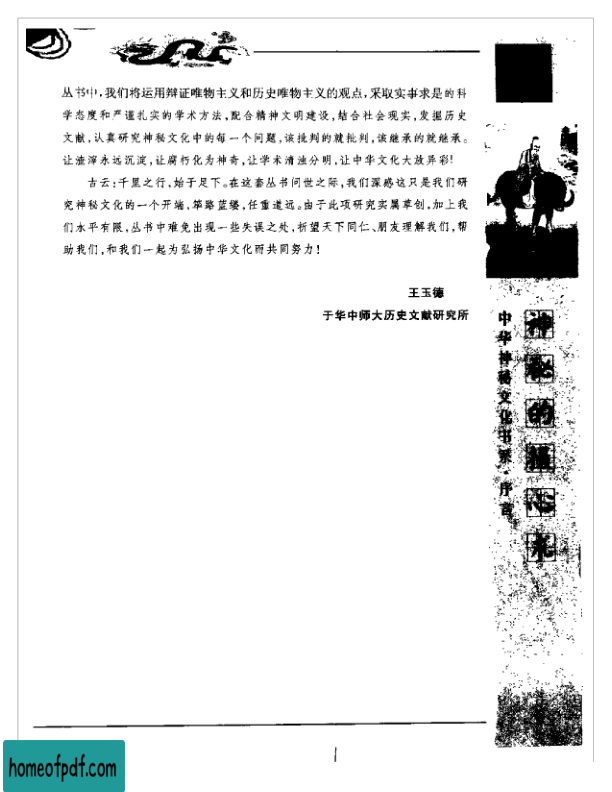 丛书中,我们将运用辩证唯物主义和历史唯物主义的观点,采取实事求是的科
学态度和严谨扎实的学术方法,配合精神文明建设,结合社会现实,发掘历史
文献,认真研究神秘文化中的每一个问题,该批判的就批判,该继承的就继承。
让渣滓永远沉淀,让腐朽化为神奇,让学术清浊分明,让中华文化大放异彩!
古云:千里之行,始于足下。在这套丛书问世之际,我们深感这只是我们研
究神秘文化的一个开端,筚路蓝缕,任重道远。由于此项研究实属草创,加上我
们水平有限,丛书中难免出现一些失误之处,祈望天下同仁、朋友理解我们,帮
助我们,和我们一起为弘扬中华文化而共同努力!
王玉德
于华中师大历史文献研究所
中华神秘文化书系·序言
神秘的
1
homeofpdf.com